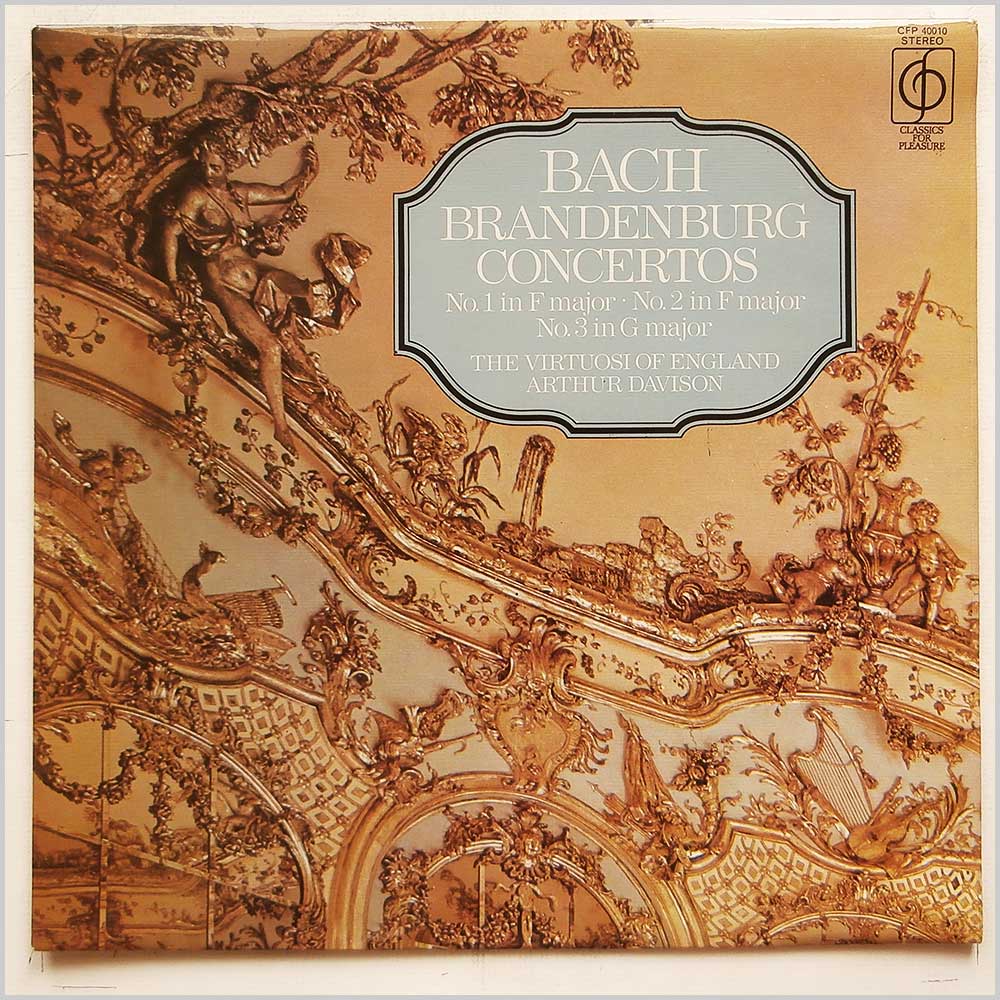 CFP 40010
STEREO
CLASSICS
FOR
PLEASURE
BACH
BRANDENBURG
CONCERTOS
No. 1 in F major · No. 2 in F major
No. 3 in G major
THE VIRTUOSI OF ENGLAND
ARTHUR DAVISON